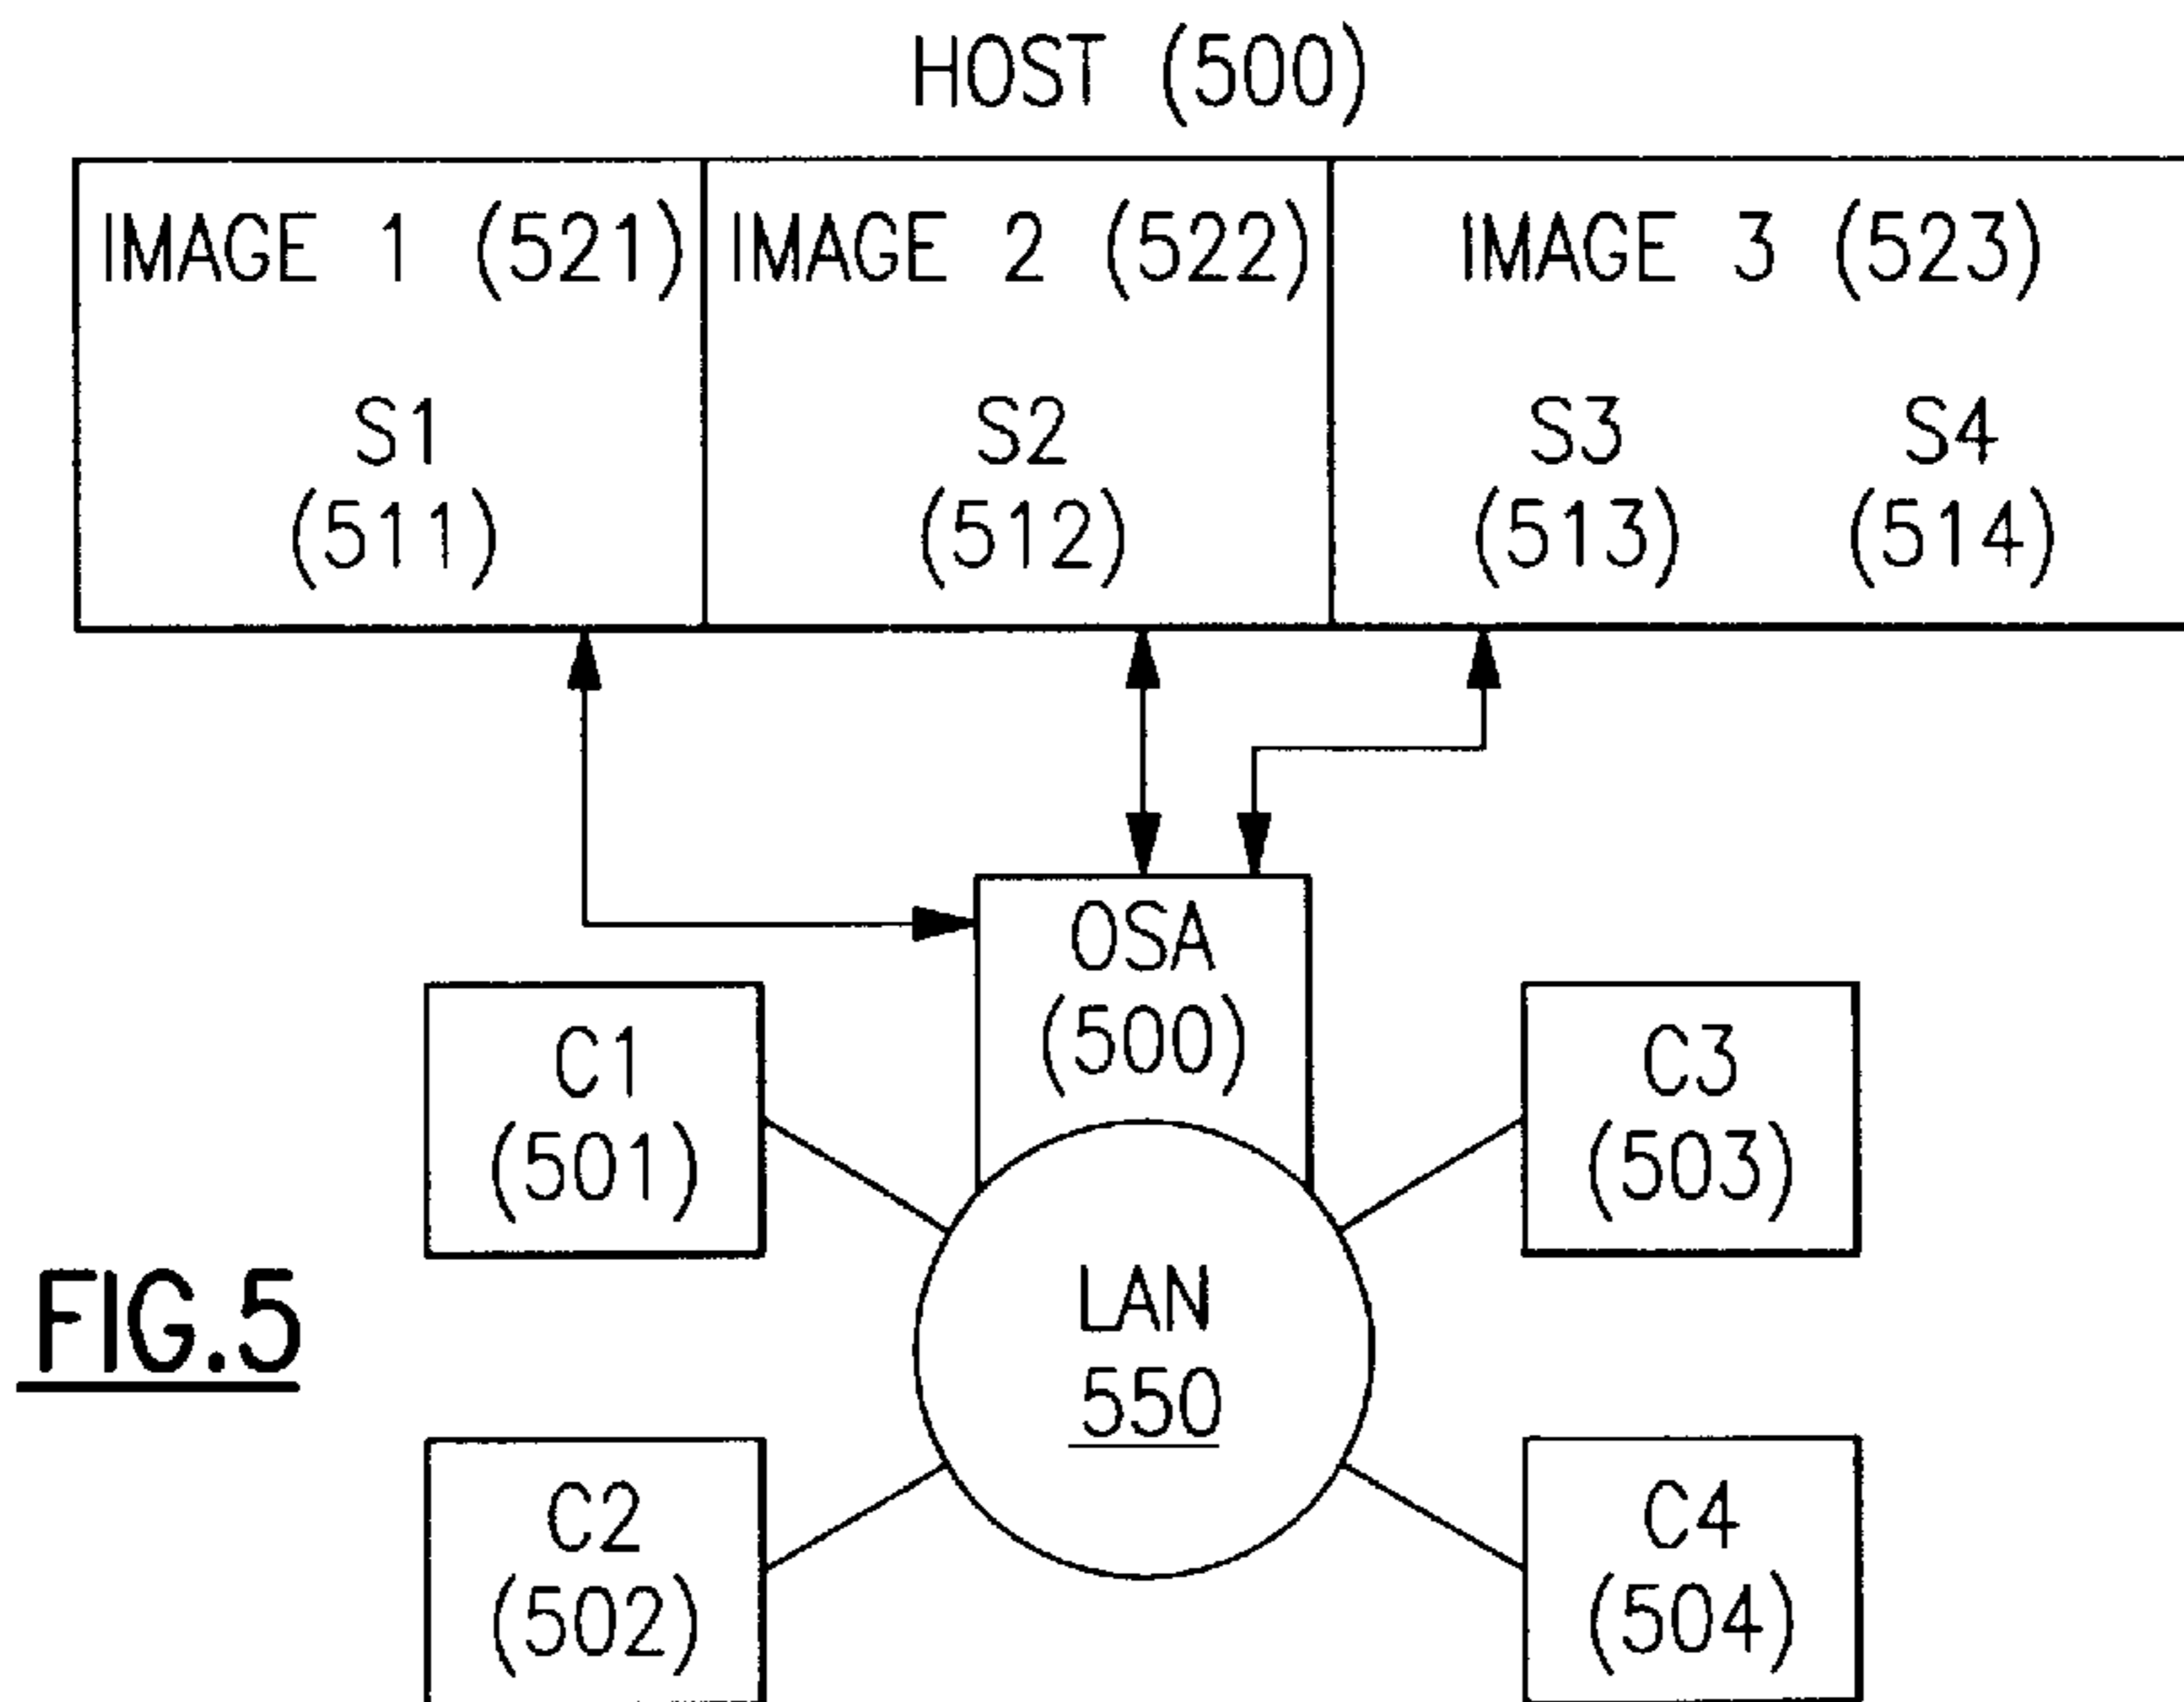 HOST (500)
IMAGE 1 (521)
S1
(511)
IMAGE 2 (522)
S2
(512)
IMAGE 3 (523)
S3
(513)
S4
(514)
OSA
(500)
C1
(501)
C3
(503)
LAN
550
FIG.5
C2
(502)
C4
(504)